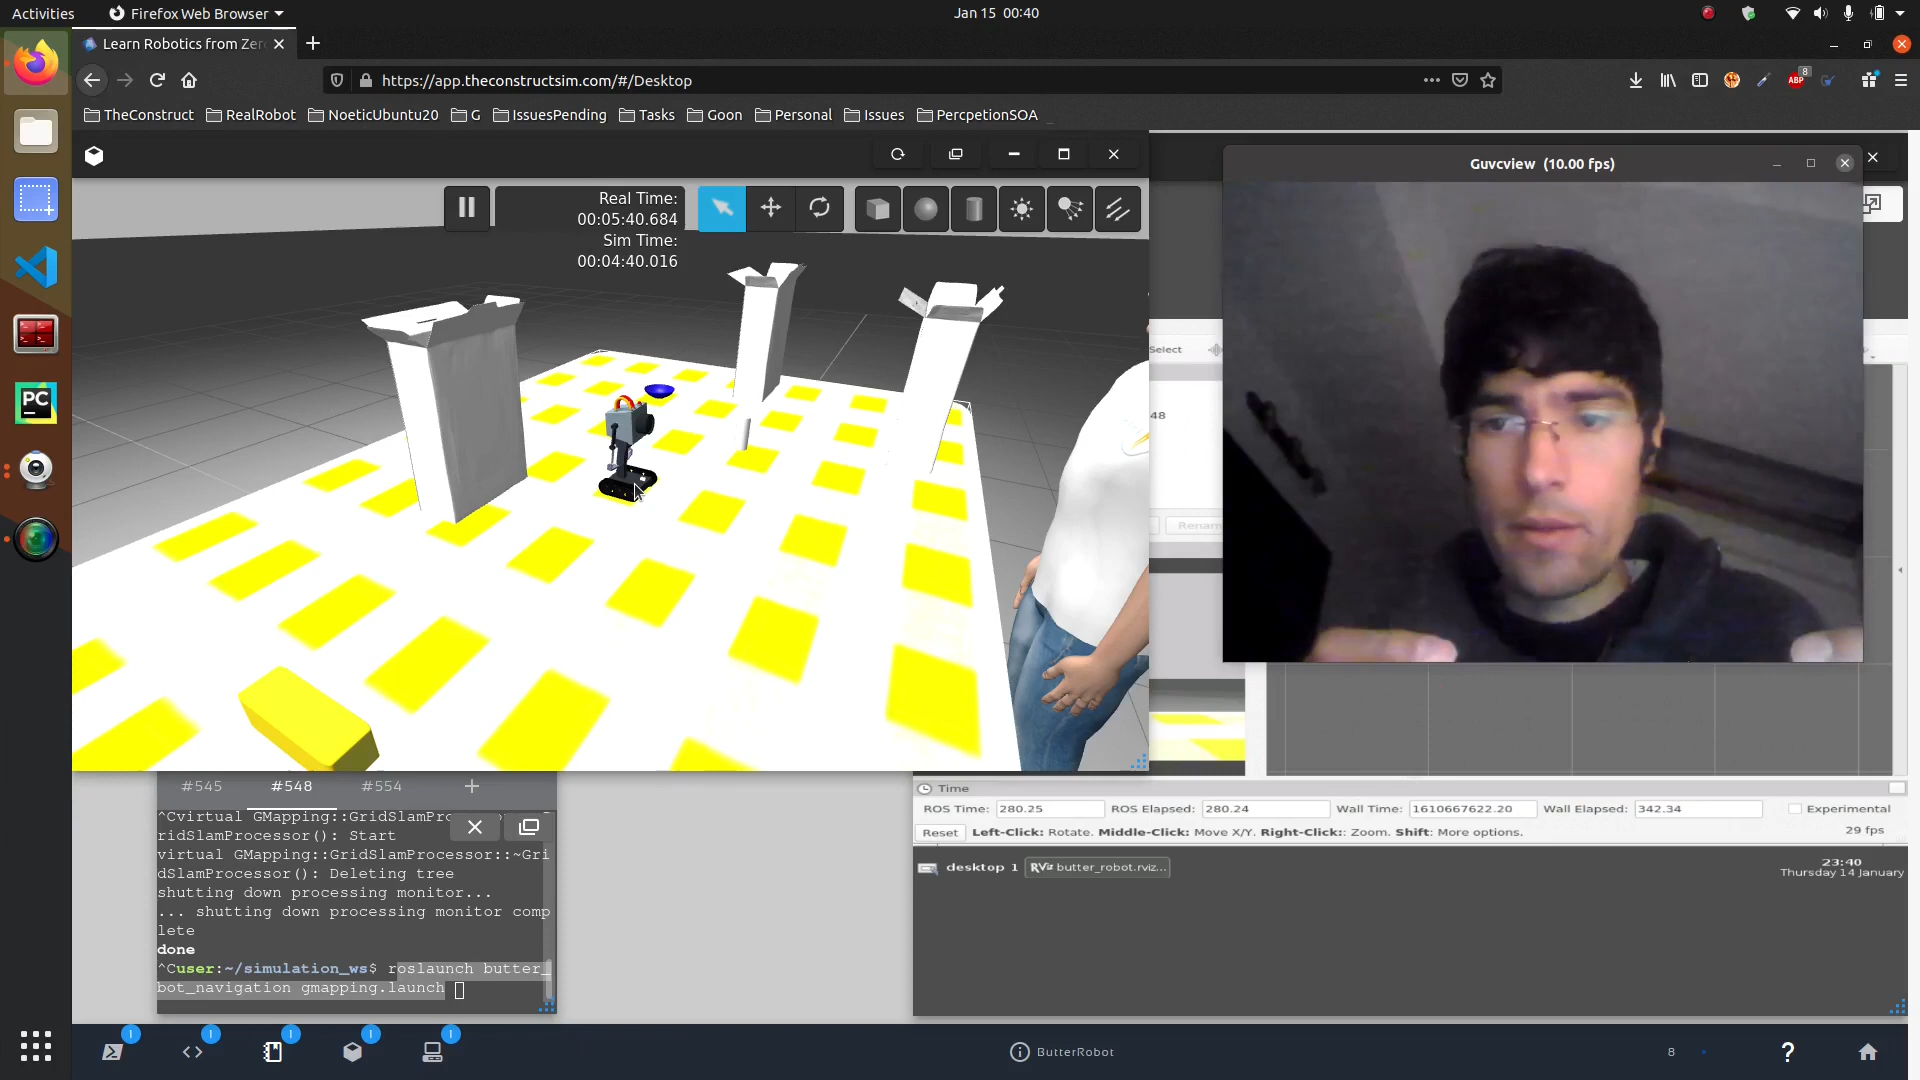 Activities
Firefox Web Browser
Jan 15 00:40
Learn Robotics from Zer
https://app.theconstructsim.com/#/Desktop
8
TheConstruct
RealRobot
NoeticUbuntu20
G
IssuesPending
Tasks
Goon
Personal
Issues
PercpetionSOA
Guvcview (10.00 fps)
Real Time:
00:05:40.684
Sim Time:
00:04:40.016
Select
48
Renam
#545
#548
#554
^Cvirtual GMapping::GridSlamPro
ridSlamProcessor(): Start
virtual GMapping::GridSlamProcessor::~Gri
dSlamProcessor(): Deleting tree
shutting down processing monitor...
... shutting down processing monitor comp
lete
done
^Cuser:~/simulation_ws$ roslaunch butter_
bot_navigation gmapping.launch
Time
ROS Time: 280.25
ROS Elapsed: 280.24
Wall Time: 1610667622.20
Wall Elapsed: 342.34
Experimental
Reset
Left-Click: Rotate. Middle-Click: Move X/Y. Right-Click:: Zoom. Shift: More options.
29 fps
desktop 1
RViz butter_robot.rviz...
23:40
Thursday 14 January
PC
ButterRobot
8
?